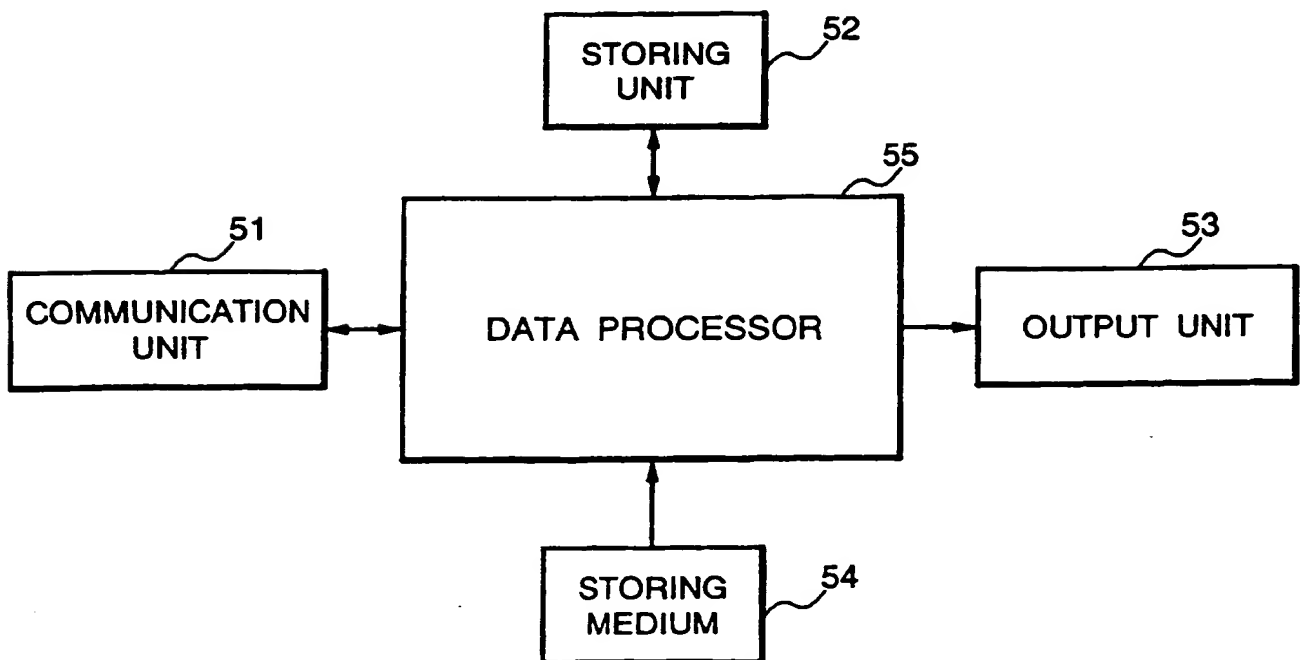 52
STORING
UNIT
55
51
53
COMMUNICATION
UNIT
DATA PROCESSOR
OUTPUT UNIT
54
STORING
MEDIUM